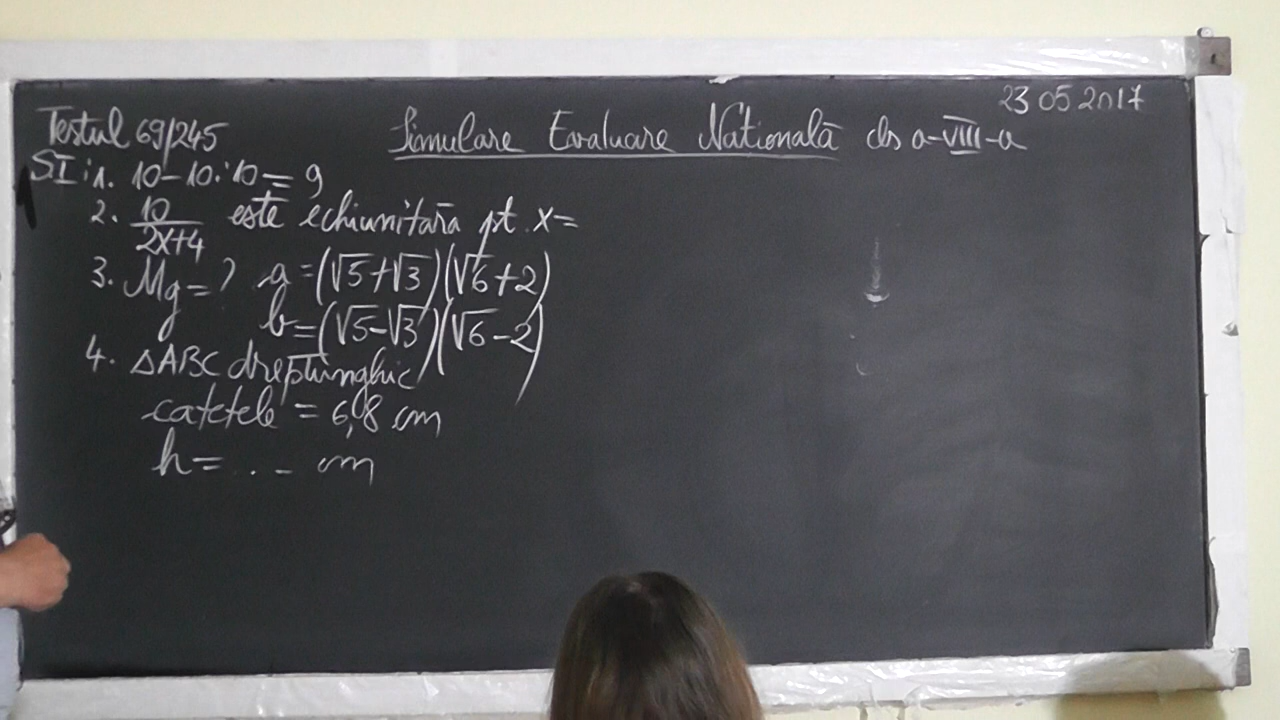 23 05 2017
Testul 69/245
Simulare Evaluare Națională cls a-VIII-a
SI: 1. 10-10:10= 9
2. 10/(2x+4) este echiunitară pt. x=
3. Mg=? a=(√5+√3)(√6+2)
b=(√5-√3)(√6-2)
4. △ABC dreptunghic
catetele = 6,8 cm
h= ... cm